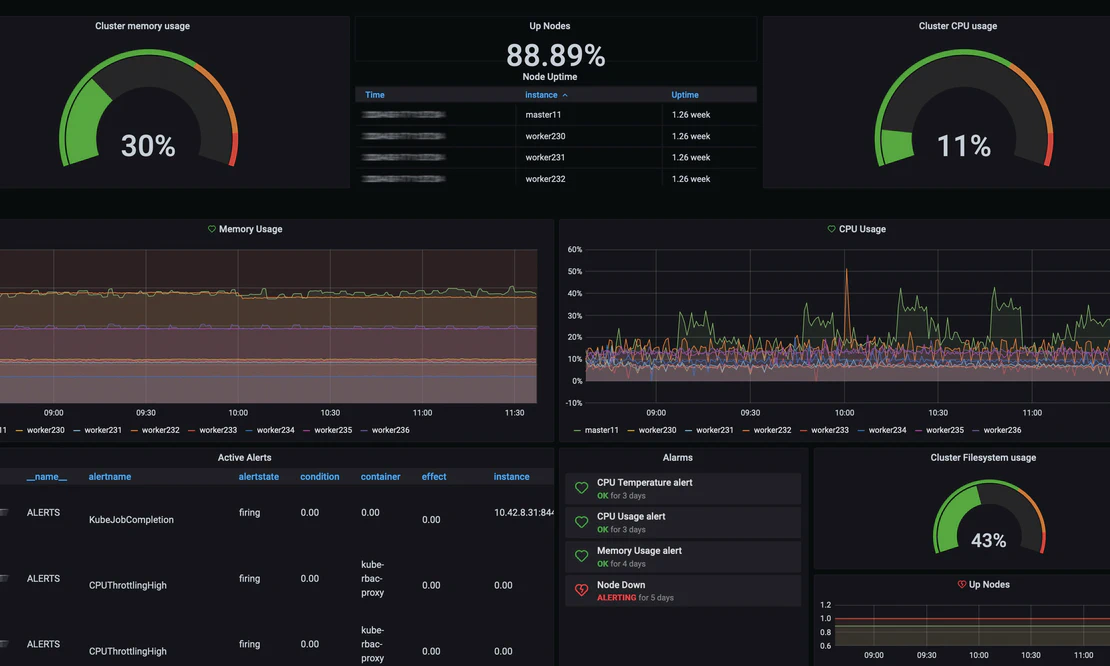 Cluster memory usage
30%
Up Nodes
88.89%
Node Uptime
Time instance Uptime
master11 1.26 week
worker230 1.26 week
worker231 1.26 week
worker232 1.26 week
Cluster CPU usage
11%
Memory Usage
09:00 09:30 10:00 10:30 11:00 11:30
11 worker230 worker231 worker232 worker233 worker234 worker235 worker236
CPU Usage
60%
50%
40%
30%
20%
10%
0%
-10%
09:00 09:30 10:00 10:30 11:00
master11 worker230 worker231 worker232 worker233 worker234 worker235 worker236
Active Alerts
__name__ alertname alertstate condition container effect instance
ALERTS KubeJobCompletion firing 0.00 0.00 0.00 10.42.8.31:844
ALERTS CPUThrottlingHigh firing 0.00 kube-
rbac-
proxy 0.00 0.00
ALERTS CPUThrottlingHigh firing 0.00 kube-
rbac-
proxy 0.00 0.00
Alarms
CPU Temperature alert
OK for 3 days
CPU Usage alert
OK for 3 days
Memory Usage alert
OK for 4 days
Node Down
ALERTING for 5 days
Cluster Filesystem usage
43%
Up Nodes
1.2
1.0
0.8
0.6
09:00 09:30 10:00 10:30 11:00